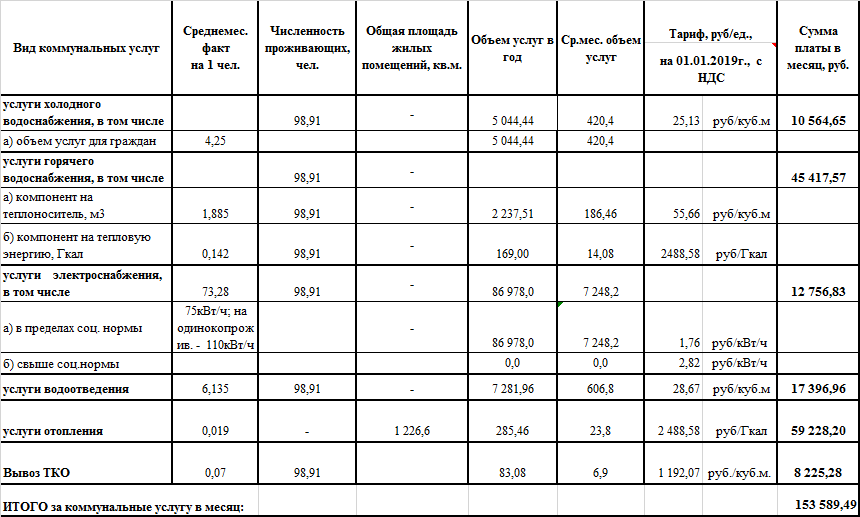 Вид коммунальных услуг
Среднемес.
факт
на 1 чел.
Численность
проживающих,
чел.
Общая площадь
жилых
помещений, кв.м.
Объем услуг в
год
Ср.мес. объем
услуг
Тариф, руб/ед.,
на 01.01.2019г., с
НДС
Сумма
платы в
месяц, руб.
услуги холодного
водоснабжения, в том числе 98,91 - 5 044,44 420,4 25,13 руб/куб.м 10 564,65
а) объем услуг для граждан 4,25 5 044,44 420,4
услуги горячего
водоснабжения, в том числе 98,91 - 45 417,57
а) компонент на
теплоноситель, м3 1,885 98,91 - 2 237,51 186,46 55,66 руб/куб.м
б) компонент на тепловую
энергию, Гкал 0,142 98,91 - 169,00 14,08 2488,58 руб/Гкал
услуги электроснабжения,
в том числе 73,28 98,91 - 86 978,0 7 248,2 12 756,83
а) в пределах соц. нормы
75кВт/ч; на
одинокопрож
ив. - 110кВт/ч
- 86 978,0 7 248,2 1,76 руб/кВт/ч
б) свыше соц.нормы 0,0 0,0 2,82 руб/кВт/ч
услуги водоотведения 6,135 98,91 - 7 281,96 606,8 28,67 руб/куб.м 17 396,96
услуги отопления 0,019 - 1 226,6 285,46 23,8 2 488,58 руб/Гкал 59 228,20
Вывоз ТКО 0,07 98,91 83,08 6,9 1 192,07 руб./куб.м. 8 225,28
ИТОГО за коммунальные услугу в месяц: 153 589,49